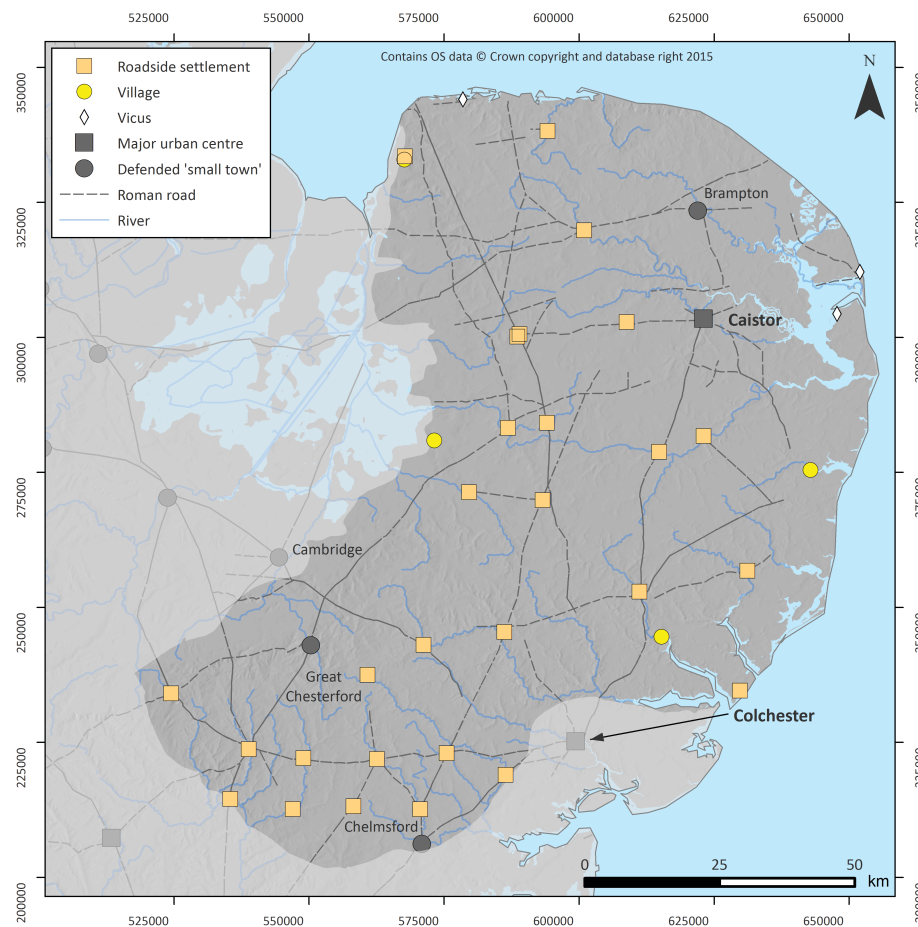 525000 550000 575000 600000 625000 650000
Contains OS data © Crown copyright and database right 2015
N
Roadside settlement
Village
Vicus
Major urban centre
Defended 'small town'
Roman road
River
350000
325000
300000
275000
250000
225000
200000
Brampton
Caistor
Cambridge
Great
Chesterford
Colchester
Chelmsford
0 25 50
km
525000 550000 575000 600000 625000 650000